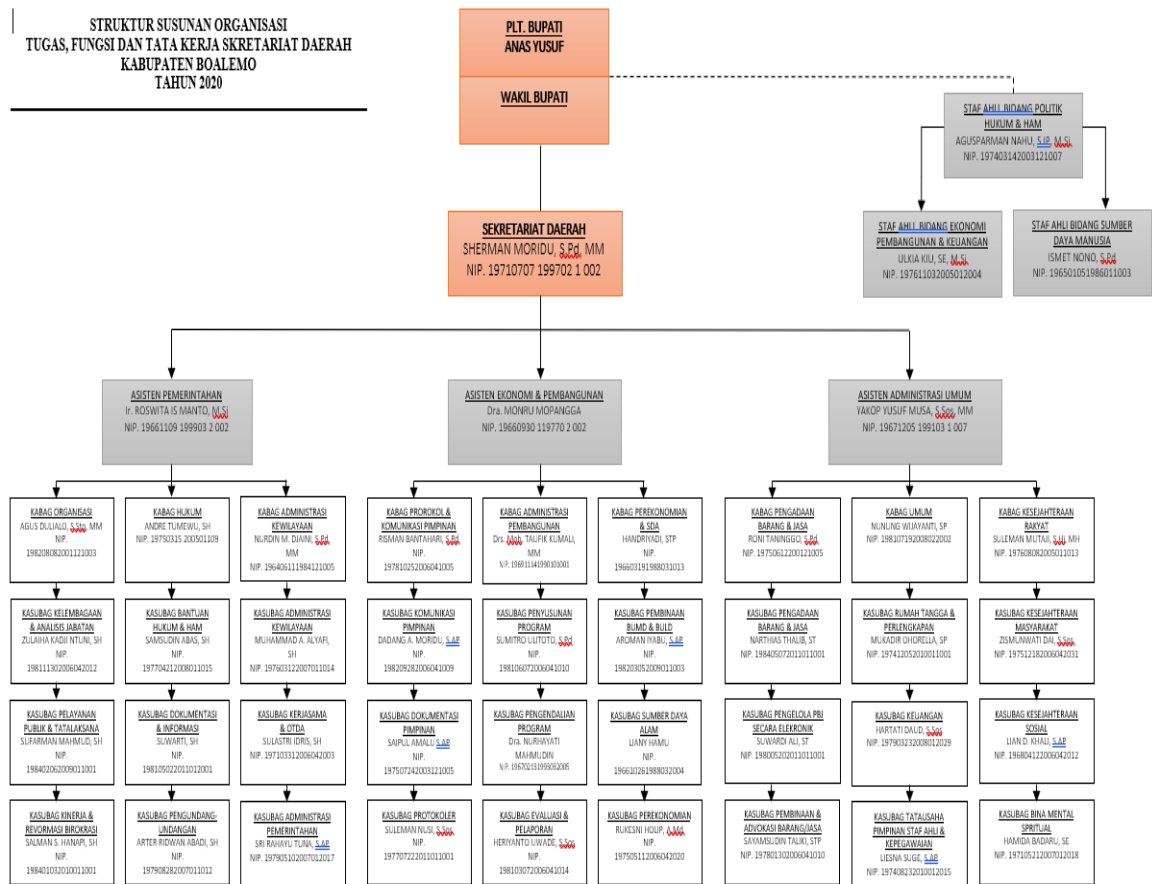 STRUKTUR SUSUNAN ORGANISASI
TUGAS, FUNGSI DAN TATA KERJA SKRETARIAT DAERAH
KABUPATEN BOALEMO
TAHUN 2020
PLT. BUPATI
ANAS YUSUF
WAKIL BUPATI
STAF AHLI BIDANG POLITIK
HUKUM & HAM
AGUSPARMAN NAHU, S.IP, M.Si
NIP. 197403142003121007
STAF AHLI BIDANG EKONOMI
PEMBANGUNAN & KEUANGAN
ULKIA KIU, SE, M.Si
NIP. 197611032005012004
STAF AHLI BIDANG SUMBER
DAYA MANUSIA
ISMET NONO, S.Pd
NIP. 196501051986011003
SEKRETARIAT DAERAH
SHERMAN MORIDU, S.Pd, MM
NIP. 19710707 199702 1 002
ASISTEN PEMERINTAHAN
Ir. ROSWITA IS MANTO, M.Si
NIP. 19661109 199903 2 002
ASISTEN EKONOMI & PEMBANGUNAN
Dra. MONRU MOPANGGA
NIP. 19660930 119770 2 002
ASISTEN ADMINISTRASI UMUM
YAKOP YUSUF MUSA, S.Sos, MM
NIP. 19671205 199103 1 007
KABAG ORGANISASI
AGUS DULIALO, S.Stp, MM
NIP.
198208082001121003
KABAG HUKUM
ANDRE TUMEWU, SH
NIP. 19750315 200501109
KABAG ADMINISTRASI
KEWILAYAAN
NURDIN M. DJAINI, S.Pd,
MM
NIP. 196406111984121005
KABAG PROROKOL &
KOMUNIKASI PIMPINAN
RISMAN BANTAHARI, S.Pd
NIP.
197810252006041005
KABAG ADMINISTRASI
PEMBANGUNAN
Drs. Moh. TAUFIK KUMALI,
MM
NIP. 196911141990101001
KABAG PEREKONOMIAN
& SDA
HANDRIYADI, STP
NIP.
196603191988031013
KABAG PENGADAAN
BARANG & JASA
RONI TANINGGO, S.Pd
NIP. 197506122001121005
KABAG UMUM
NUNUNG WIJAYANTI, SP
NIP. 198107192008022002
KABAG KESEJAHTERAAN
RAKYAT
SULEMAN MUTAJI, S.Hi, MH
NIP. 197608082005011013
KASUBAG KELEMBAGAAN
& ANALISIS JABATAN
ZULAIHA KADJI NTUNI, SH
NIP.
198111302006042012
KASUBAG BANTUAN
HUKUM & HAM
SAMSUDIN ABAS, SH
NIP.
197704212008011015
KASUBAG ADMINISTRASI
KEWILAYAAN
MUHAMMAD A. ALYAFI,
SH
NIP. 197603122007011014
KASUBAG KOMUNIKASI
PIMPINAN
DADANG A. MORIDU, S.AP
NIP.
198209282006041009
KASUBAG PENYUSUNAN
PROGRAM
SUMITRO ULITOTO, S.Pd
NIP. 198106072006041010
KASUBAG PEMBINAAN
BUMD & BULD
AROMAN IYABU, S.AP
NIP.
198203052009011003
KASUBAG PENGADAAN
BARANG & JASA
NARTHIAS THALIB, ST
NIP. 198405072011011001
KASUBAG RUMAH TANGGA &
PERLENGKAPAN
MUKADIR OHORELLA, SP
NIP. 197412052010011001
KASUBAG KESEJAHTERAAN
MASYARAKAT
ZISMUNWATI DAI, S.Sos
NIP. 197512182006042031
KASUBAG PELAYANAN
PUBLIK & TATALAKSANA
SUFARMAN MAHMUD, SH
NIP.
198402062009011001
KASUBAG DOKUMENTASI
& INFORMASI
SUWARTI, SH
NIP.
198105022011012001
KASUBAG KERJASAMA
& OTDA
SULASTRI IDRIS, SH
NIP.
197103312006042003
KASUBAG DOKUMENTASI
PIMPINAN
SAIPUL AMALU S.AP
NIP.
197507242003121005
KASUBAG PENGENDALIAN
PROGRAM
Dra. NURHAYATI
MAHMUDIN
NIP. 196702131993032005
KASUBAG SUMBER DAYA
ALAM
LIANY HAMU
NIP.
196610261988032004
KASUBAG PENGELOLA PBJ
SECARA ELEKRONIK
SUWARDI ALI, ST
NIP. 198005202011011001
KASUBAG KEUANGAN
HARTATI DAUD, S.Sos
NIP. 197903232008012029
KASUBAG KESEJAHTERAAN
SOSIAL
LIAN D. KHALI, S.AP
NIP. 196804122006042012
KASUBAG KINERJA &
REVORMASI BIROKRASI
SALMAN S. HANAPI, SH
NIP. 198401032010011001
KASUBAG PENGUNDANG-
UNDANGAN
ARTER RIDWAN ABADI, SH
NIP. 197908282007011012
KASUBAG ADMINISTRASI
PEMERINTAHAN
SRI RAHAYU TUNA, S.AP
NIP. 197905102007012017
KASUBAG PROTOKOLER
SULEMAN NUSI, S.Sos
NIP. 197707222011011001
KASUBAG EVALUASI &
PELAPORAN
HERIYANTO UWADE, S.Sos
NIP. 198103072006041014
KASUBAG PEREKONOMIAN
RUKESNI HOLIP, A.Md
NIP. 197505112006042020
KASUBAG PEMBINAAN &
ADVOKASI BARANG/JASA
SAYAMSUDIN BATALIKI, STP
NIP. 197801302006041010
KASUBAG TATAUSAHA
PIMPINAN STAF AHLI &
KEPEGAWAIAN
LIESNA SUGE, S.AP
NIP. 197408232010012015
KASUBAG BINA MENTAL
SPRITUAL
HAMIDA BADARU, SE
NIP. 197105212007012018